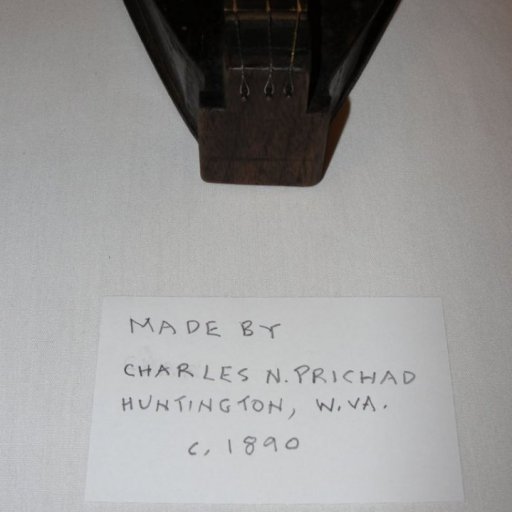 MADE BY
CHARLES N. PRICHAD
HUNTINGTON, W.VA.
c. 1890